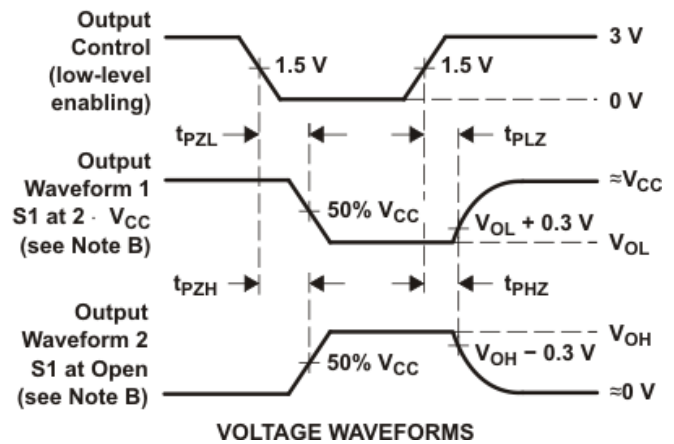 Output
Control
(low-level
enabling)
1.5 V
1.5 V
3 V
0 V
tPZL
tPLZ
Output
Waveform 1
S1 at 2 · VCC
(see Note B)
50% VCC
VOL + 0.3 V
≈VCC
VOL
tPZH
tPHZ
Output
Waveform 2
S1 at Open
(see Note B)
50% VCC
VOH − 0.3 V
VOH
≈0 V
VOLTAGE WAVEFORMS